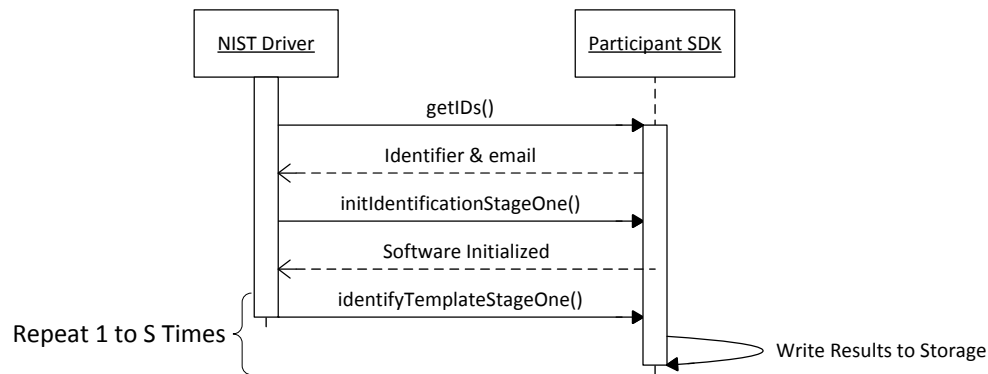 NIST Driver
Participant SDK
getIDs()
Identifier & email
initIdentificationStageOne()
Software Initialized
identifyTemplateStageOne()
Repeat 1 to S Times
Write Results to Storage